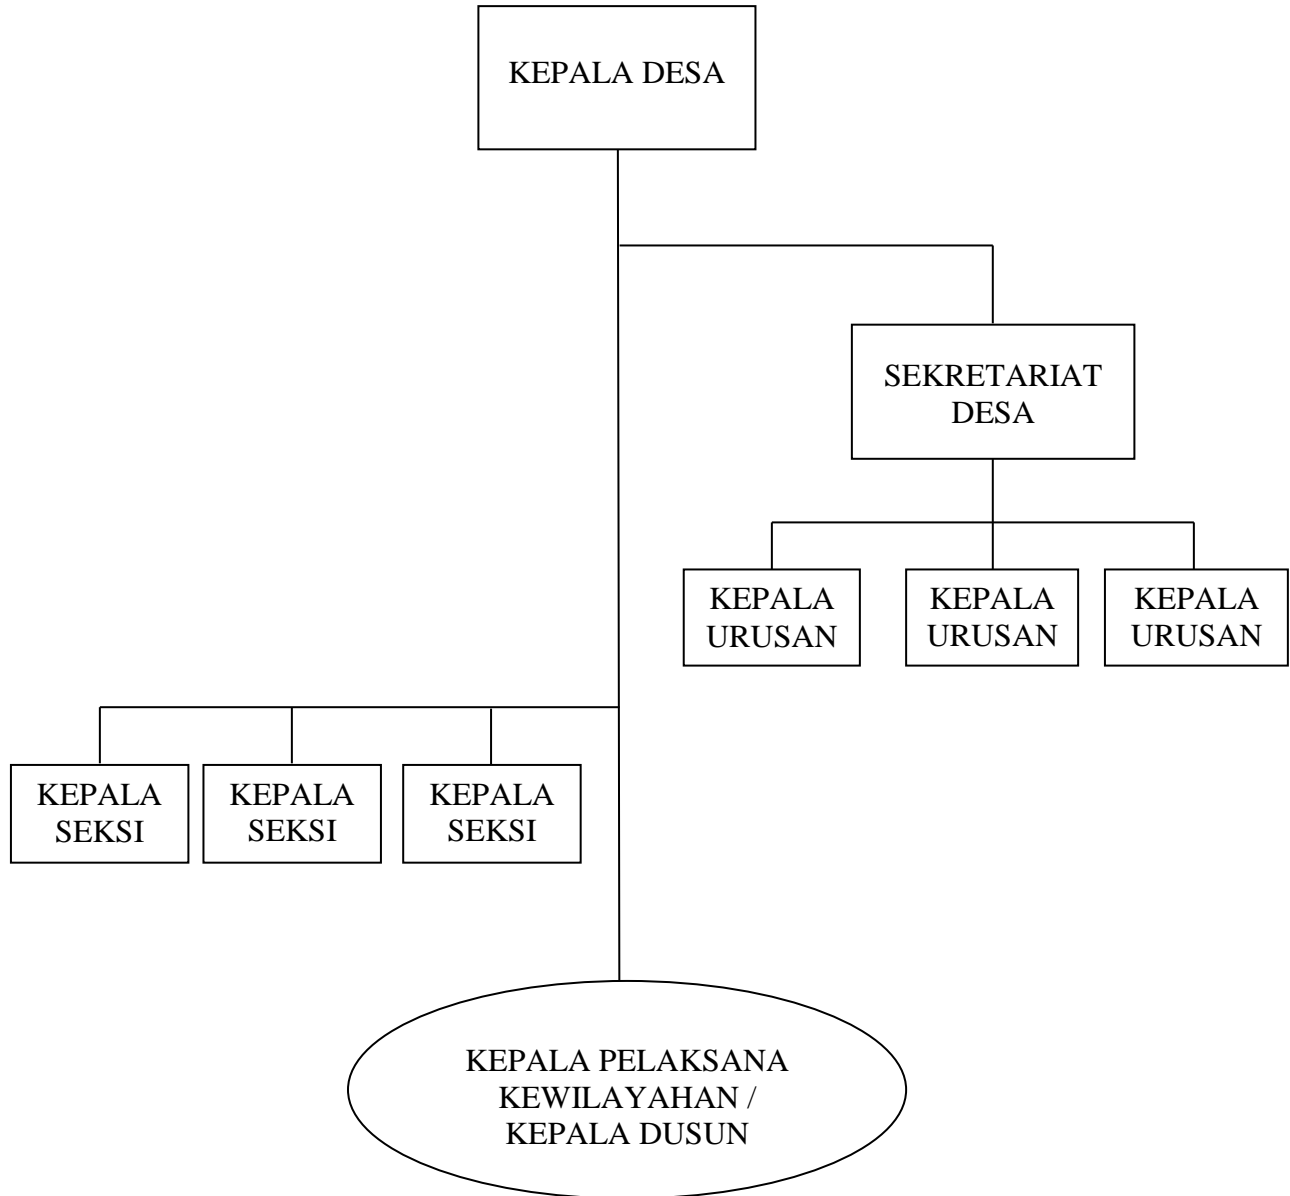 KEPALA DESA
SEKRETARIAT
DESA
KEPALA
URUSAN
KEPALA
URUSAN
KEPALA
URUSAN
KEPALA
SEKSI
KEPALA
SEKSI
KEPALA
SEKSI
KEPALA PELAKSANA
KEWILAYAHAN /
KEPALA DUSUN